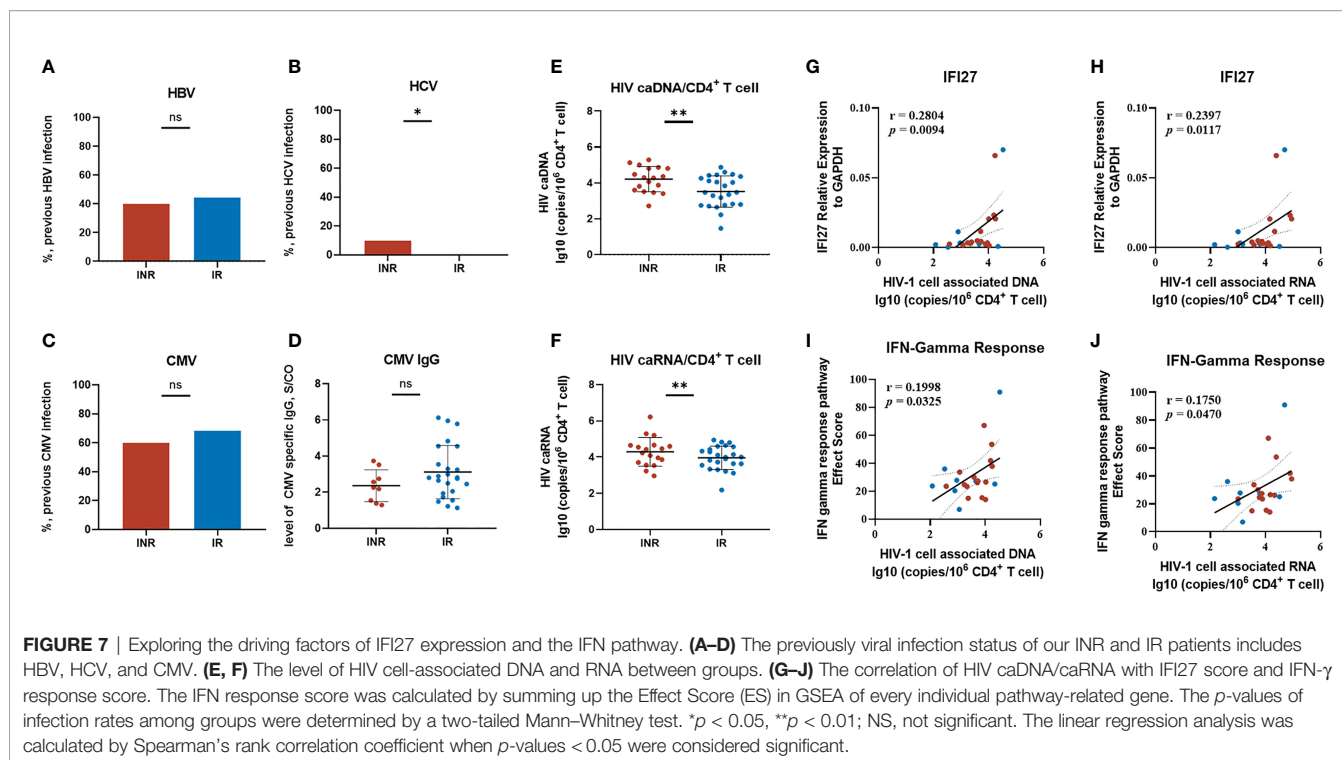 A
HBV
ns
%, previous HBV infection
100
80
60
40
20
0
INR
IR
B
HCV
*
%, previous HCV infection
100
80
60
40
20
0
INR
IR
E
HIV caDNA/CD4+ T cell
**
HIV caDNA
lg10 (copies/10^6 CD4+ T cell)
6
4
2
0
INR
IR
G
IFI27
r = 0.2804
p = 0.0094
IFI27 Relative Expression
to GAPDH
0.10
0.05
0.00
0
2
4
6
HIV-1 cell associated DNA
lg10 (copies/10^6 CD4+ T cell)
H
IFI27
r = 0.2397
p = 0.0117
IFI27 Relative Expression
to GAPDH
0.10
0.05
0.00
0
2
4
6
HIV-1 cell associated RNA
lg10 (copies/10^6 CD4+ T cell)
C
CMV
ns
%, previous CMV infection
100
80
60
40
20
0
INR
IR
D
CMV IgG
ns
level of CMV specific IgG, S/CO
8
6
4
2
0
INR
IR
F
HIV caRNA/CD4+ T cell
**
HIV caRNA
lg10 (copies/10^6 CD4+ T cell)
8
6
4
2
0
INR
IR
I
IFN-Gamma Response
r = 0.1998
p = 0.0325
IFN gamma response pathway
Effect Score
100
80
60
40
20
0
0
2
4
6
HIV-1 cell associated DNA
lg10 (copies/10^6 CD4+ T cell)
J
IFN-Gamma Response
r = 0.1750
p = 0.0470
IFN gamma response pathway
Effect Score
100
80
60
40
20
0
0
2
4
6
HIV-1 cell associated RNA
lg10 (copies/10^6 CD4+ T cell)
FIGURE 7 | Exploring the driving factors of IFI27 expression and the IFN pathway. (A–D) The previously viral infection status of our INR and IR patients includes
HBV, HCV, and CMV. (E, F) The level of HIV cell-associated DNA and RNA between groups. (G–J) The correlation of HIV caDNA/caRNA with IFI27 score and IFN-γ
response score. The IFN response score was calculated by summing up the Effect Score (ES) in GSEA of every individual pathway-related gene. The p-values of
infection rates among groups were determined by a two-tailed Mann–Whitney test. *p < 0.05, **p < 0.01; NS, not significant. The linear regression analysis was
calculated by Spearman's rank correlation coefficient when p-values < 0.05 were considered significant.